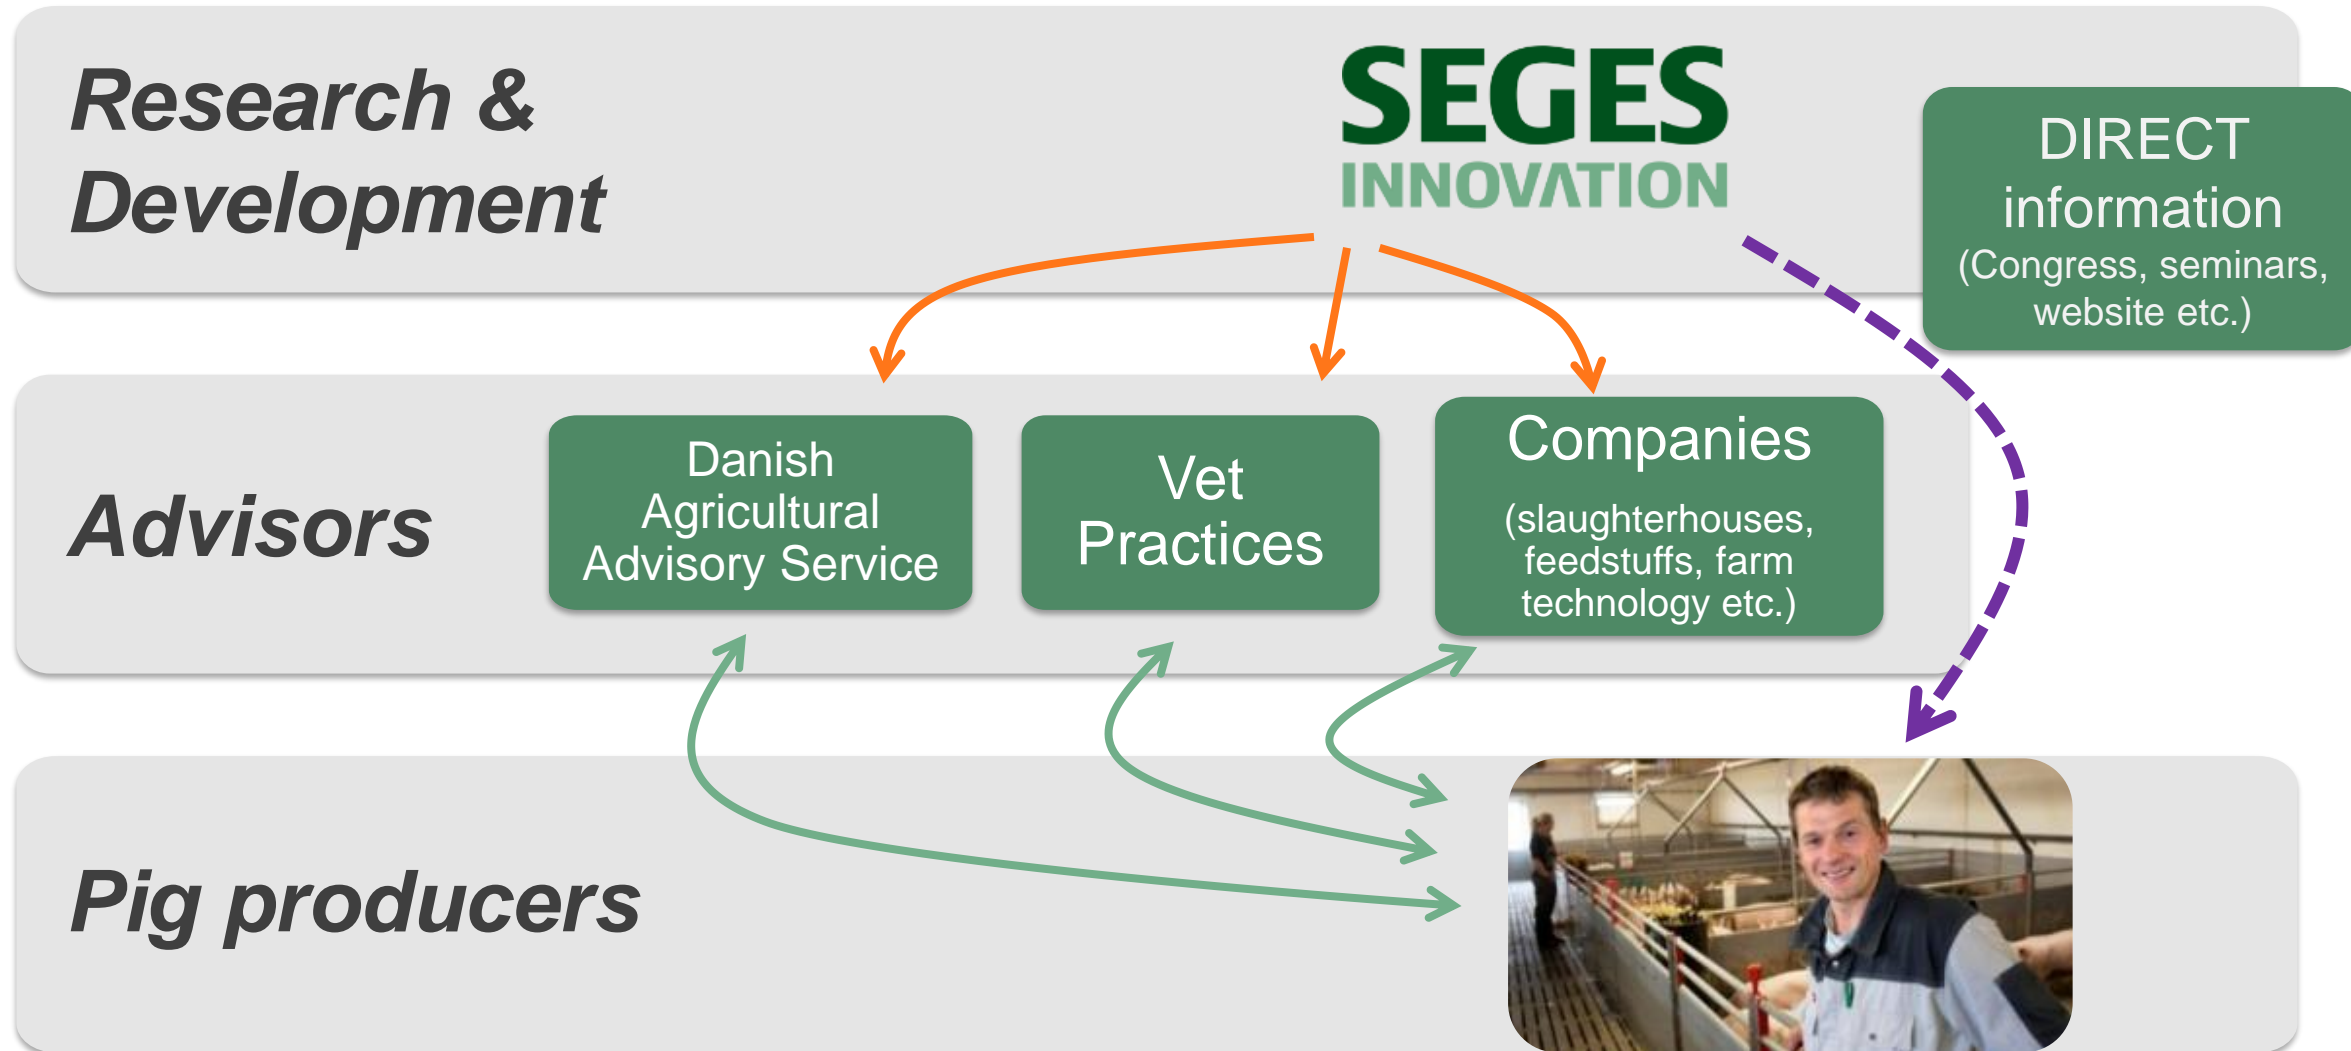 Research &
Development
SEGES
INNOVATION
DIRECT
information
(Congress, seminars,
website etc.)
Advisors
Danish
Agricultural
Advisory Service
Vet
Practices
Companies
(slaughterhouses,
feedstuffs, farm
technology etc.)
Pig producers